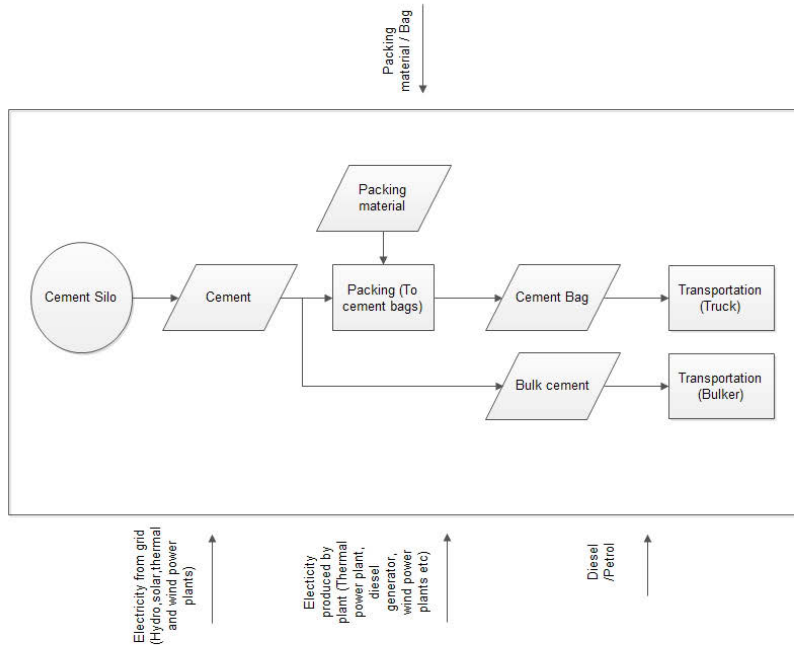 Packing
material / Bag
Packing
material
Cement Silo
Cement
Packing (To
cement bags)
Cement Bag
Transportation
(Truck)
Bulk cement
Transportation
(Bulker)
Electricity from grid
(Hydro,solar,thermal
and wind power
plants)
Electicity
produced by
plant (Thermal
power plant,
diesel
generator,
wind power
plants etc)
Diesel
/Petrol